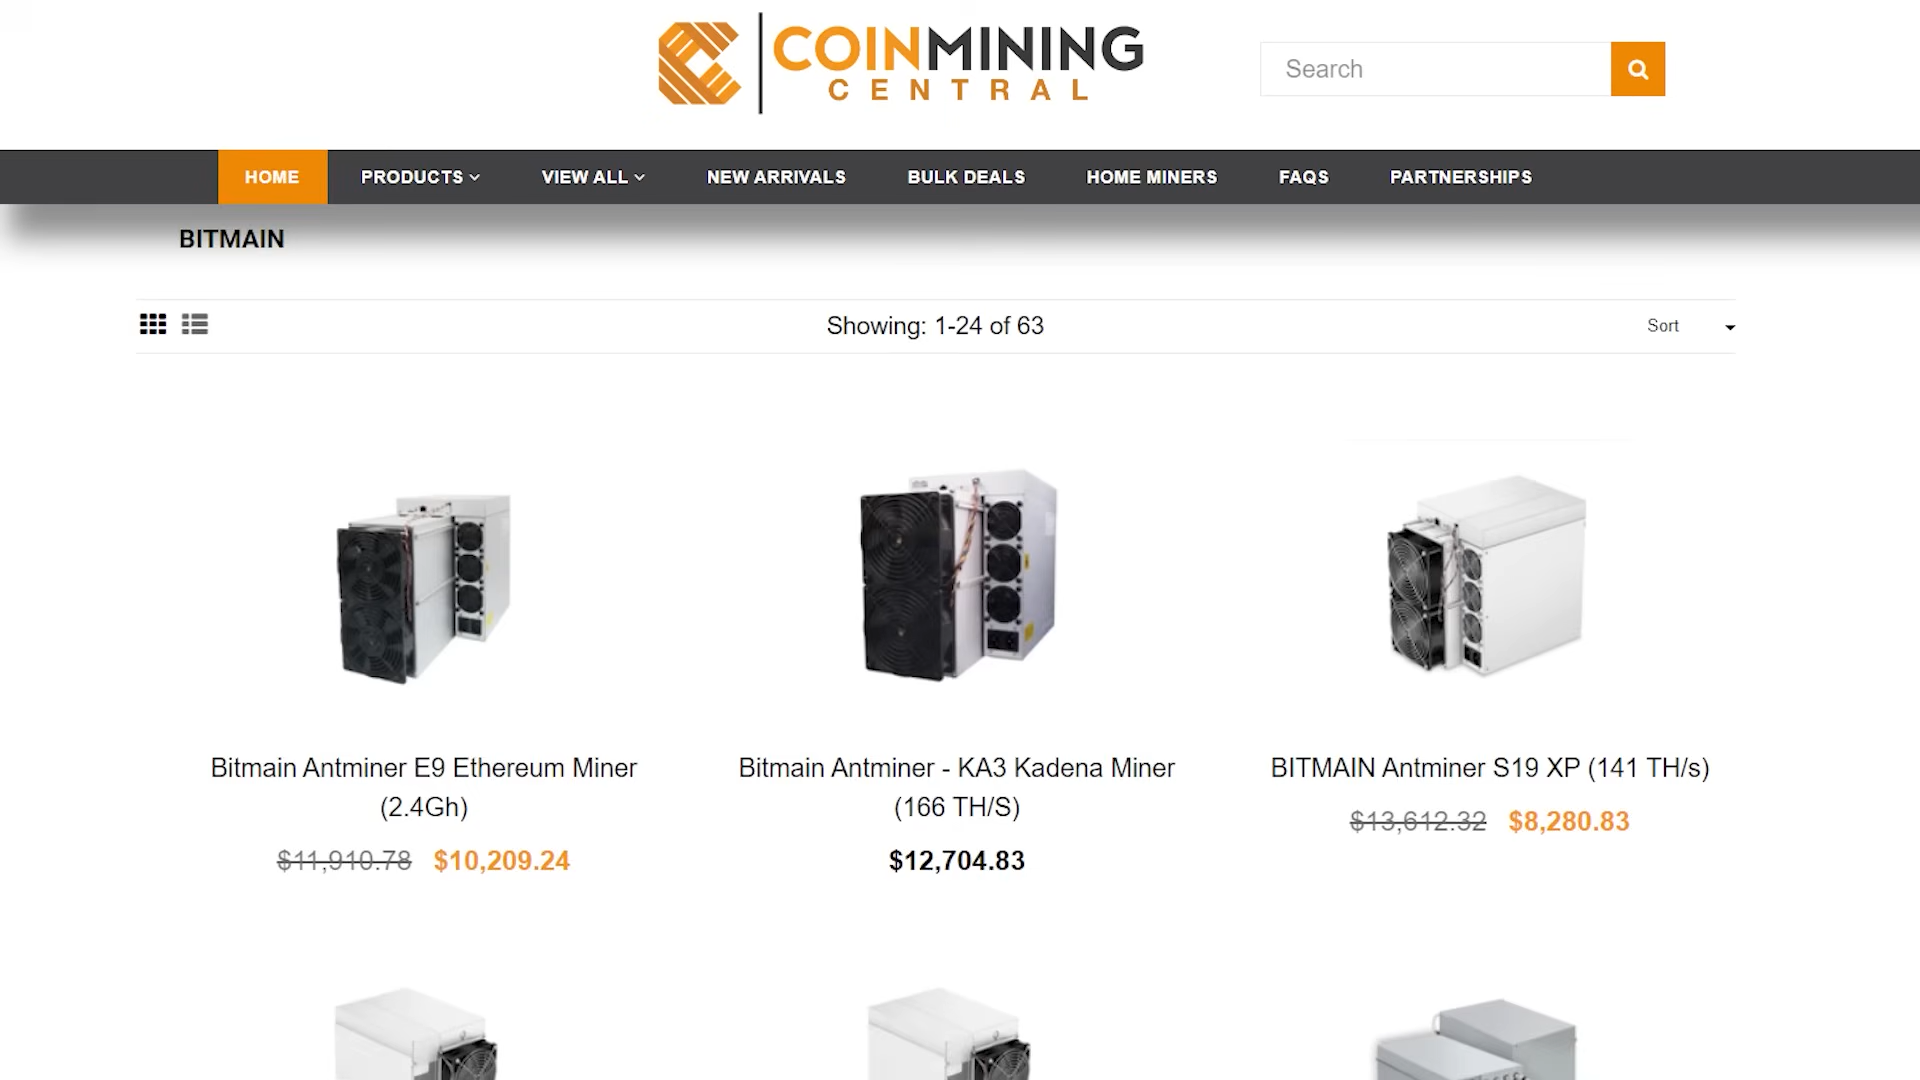 COINMINING
CENTRAL
Search
HOME
PRODUCTS
VIEW ALL
NEW ARRIVALS
BULK DEALS
HOME MINERS
FAQS
PARTNERSHIPS
BITMAIN
Showing: 1-24 of 63
Sort
Bitmain Antminer E9 Ethereum Miner
(2.4Gh)
$11,910.78 $10,209.24
Bitmain Antminer - KA3 Kadena Miner
(166 TH/S)
$12,704.83
BITMAIN Antminer S19 XP (141 TH/s)
$13,612.32 $8,280.83